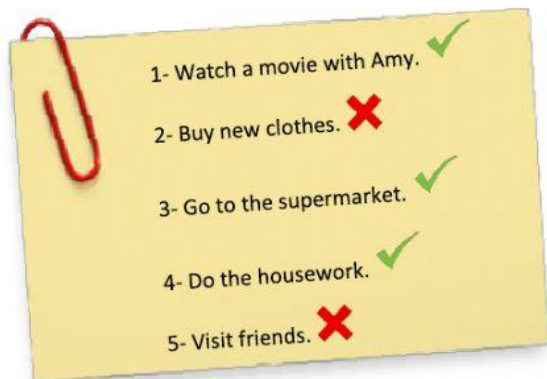 1- Watch a movie with Amy.
2- Buy new clothes.
3- Go to the supermarket.
4- Do the housework.
5- Visit friends.